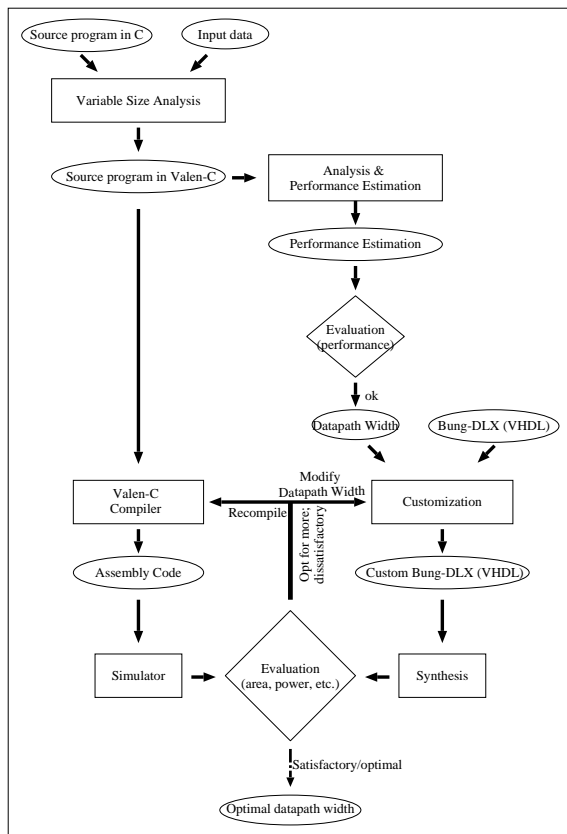 Source program in C
Input data
Variable Size Analysis
Source program in Valen-C
Analysis &
Performance Estimation
Performance Estimation
Evaluation
(performance)
ok
Datapath Width
Bung-DLX (VHDL)
Modify
Datapath Width
Valen-C
Compiler
Recompile
Opt for more;
dissatisfactory
Customization
Assembly Code
Custom Bung-DLX (VHDL)
Simulator
Evaluation
(area, power, etc.)
Synthesis
Satisfactory/optimal
Optimal datapath width